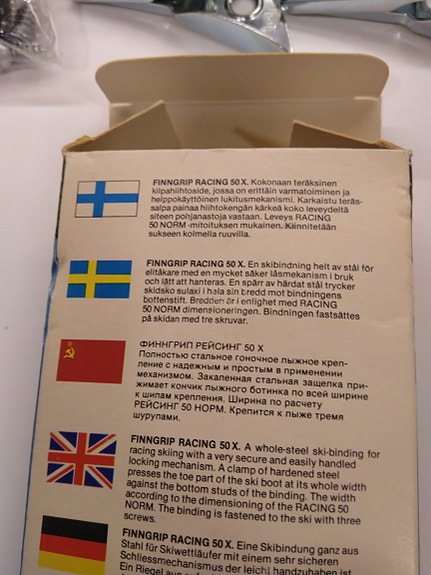 FINNGRIP RACING 50 X. Kokonaan teräksinen
kilpahiihtoside, jossa on erittäin varmatoiminen ja
helppokäyttöinen lukitusmekanismi. Karkaistu teräs-
salpa painaa hiihtokengän kärkeä koko leveydeltä
siteen pohjanastoja vastaan. Leveys RACING
50 NORM -mitoituksen mukainen. Kiinnitetään
sukseen kolmella ruuvilla.
FINNGRIP RACING 50 X. En skidbindning helt av stål för
elitåkare med en mycket säker låsmekanism i bruk
och lätt att hanteras. En spärr av härdat stål trycker
skidsko sulaxi i hela sin bredd mot bindningens
bottenstift. Bredden är i enlighet med RACING
50 NORM dimensioneringen. Bindningen fastsättes
på skidan med tre skruvar.
ФИННГРИП РЕЙСИНГ 50 X
Полностью стальное гоночное лыжное креп-
ление с надежным и простым в применении
механизмом. Закаленная стальная защелка при-
жимает кончик лыжного ботинка по всей ширине
к шипам крепления. Ширина по расчету
РЕЙСИНГ 50 НОРМ. Крепится к лыже тремя
шурупами.
FINNGRIP RACING 50 X. A whole-steel ski-binding for
racing skiing with a very secure and easily handled
locking mechanism. A clamp of hardened steel
presses the toe part of the ski boot at its whole width
against the bottom studs of the binding. The width
according to the dimensioning of the RACING 50
NORM. The binding is fastened to the ski with three
screws.
FINNGRIP RACING 50 X. Eine Skibindung ganz aus
Stahl für Skiwettläufer mit einem sehr sicheren
Schliessmechanismus der leicht handzuhaben ist.
Ein Riegel aus